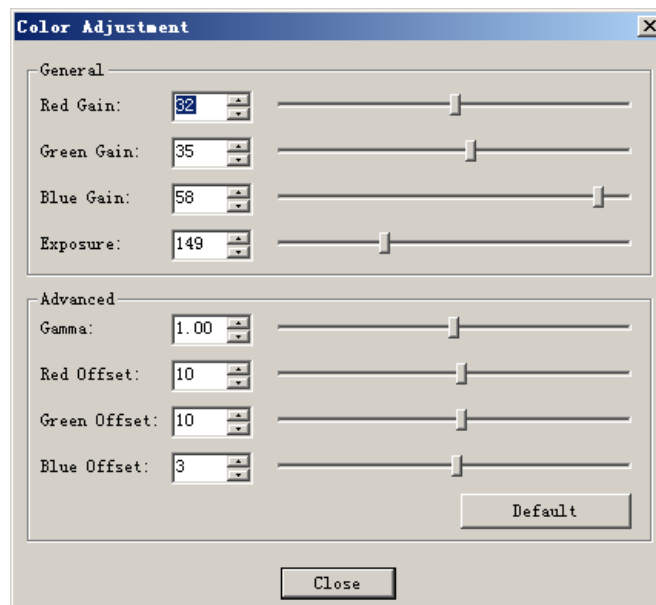 Color Adjustment
General
Red Gain: 32
Green Gain: 35
Blue Gain: 58
Exposure: 149
Advanced
Gamma: 1.00
Red Offset: 10
Green Offset: 10
Blue Offset: 3
Default
Close